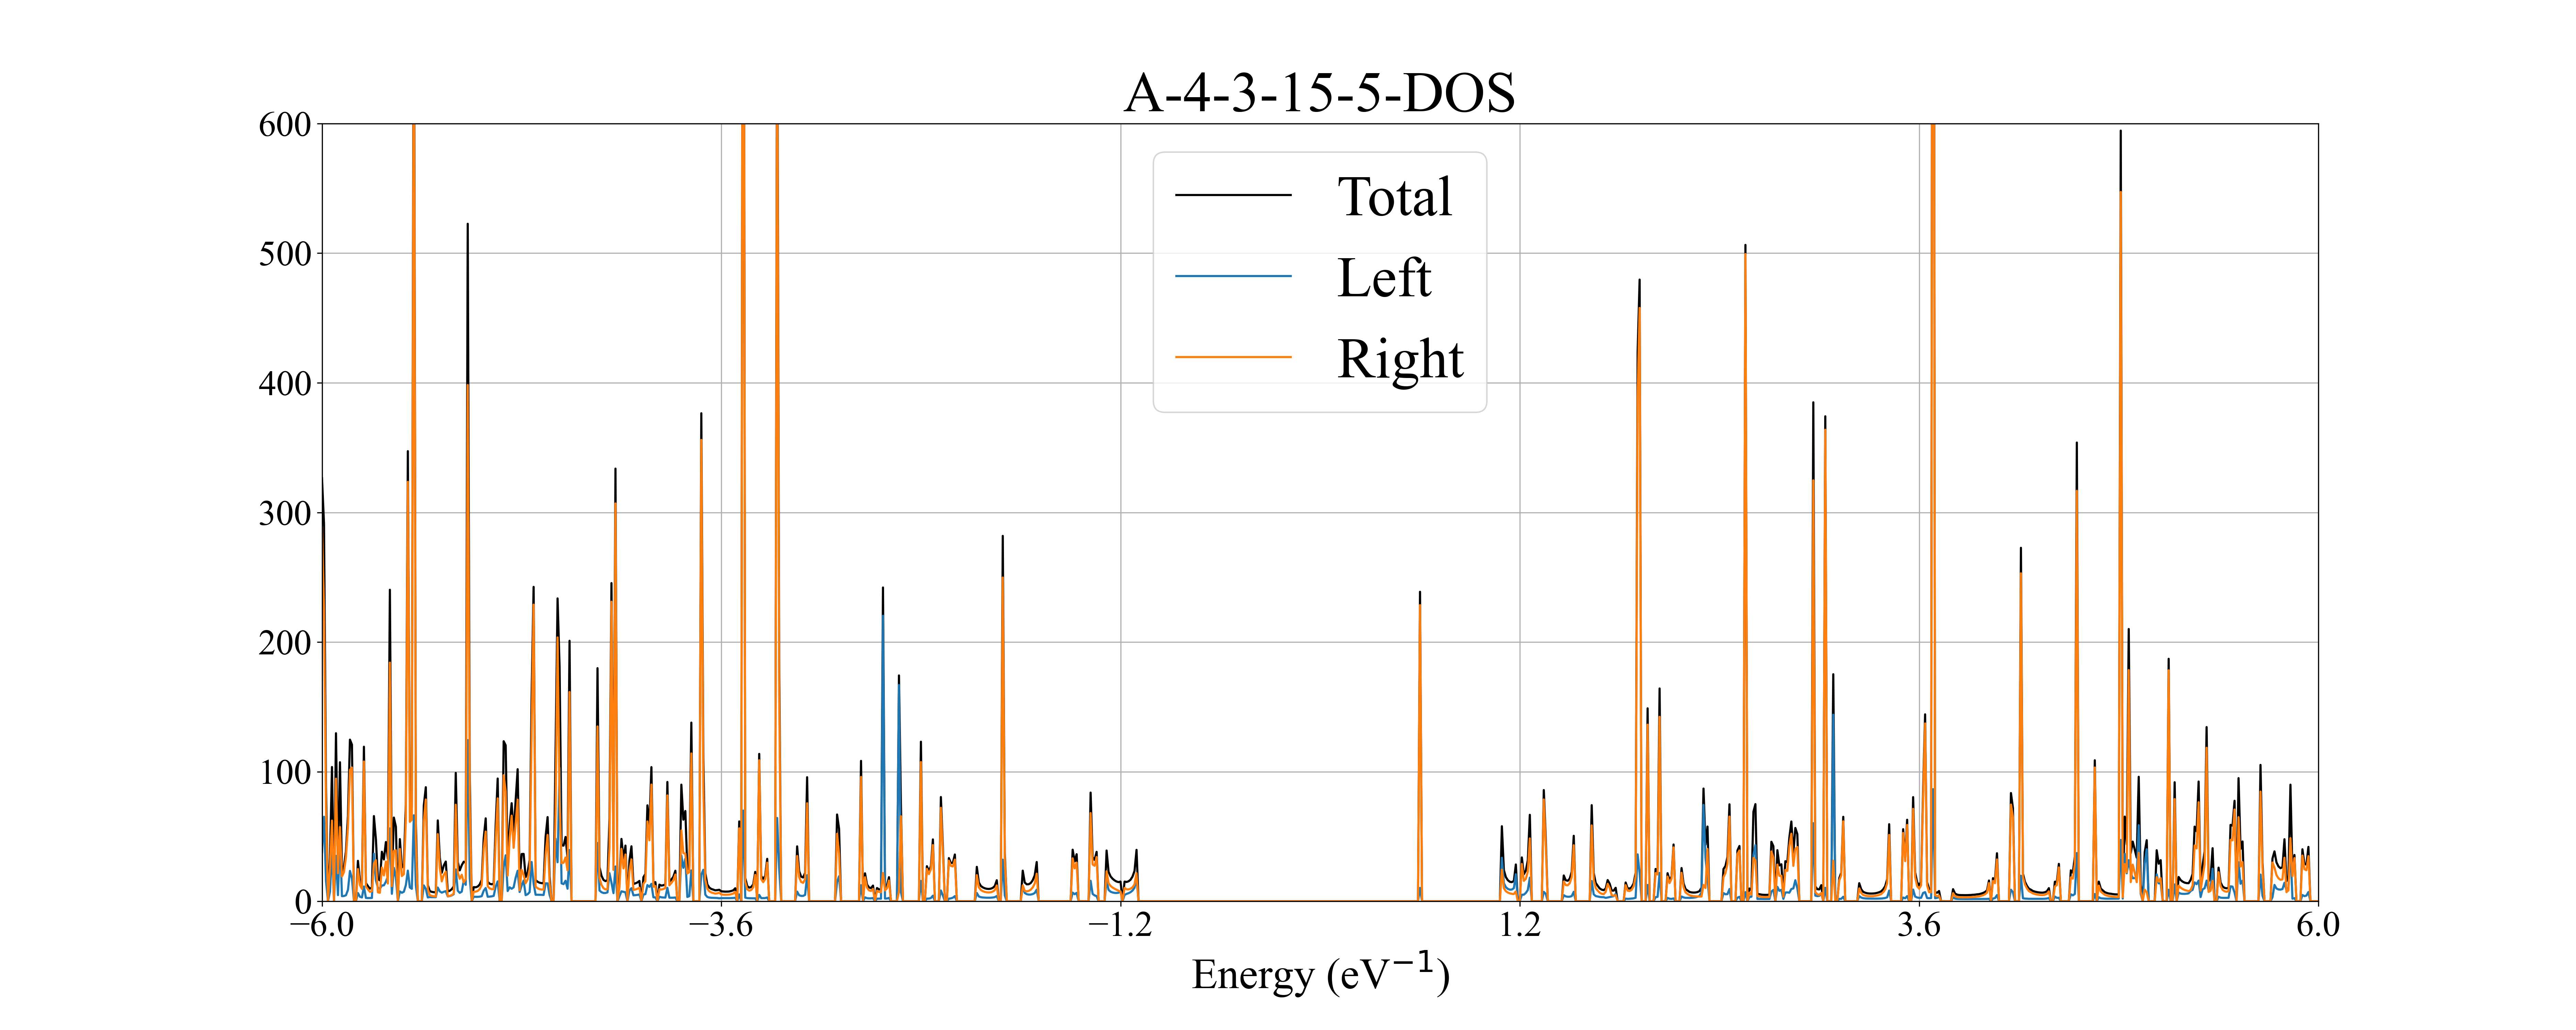 A-4-3-15-5-DOS
600
Total
500
Left
400
Right
300
200
100
0
−6.0 −3.6 −1.2 1.2 3.6 6.0
Energy (eV⁻¹)